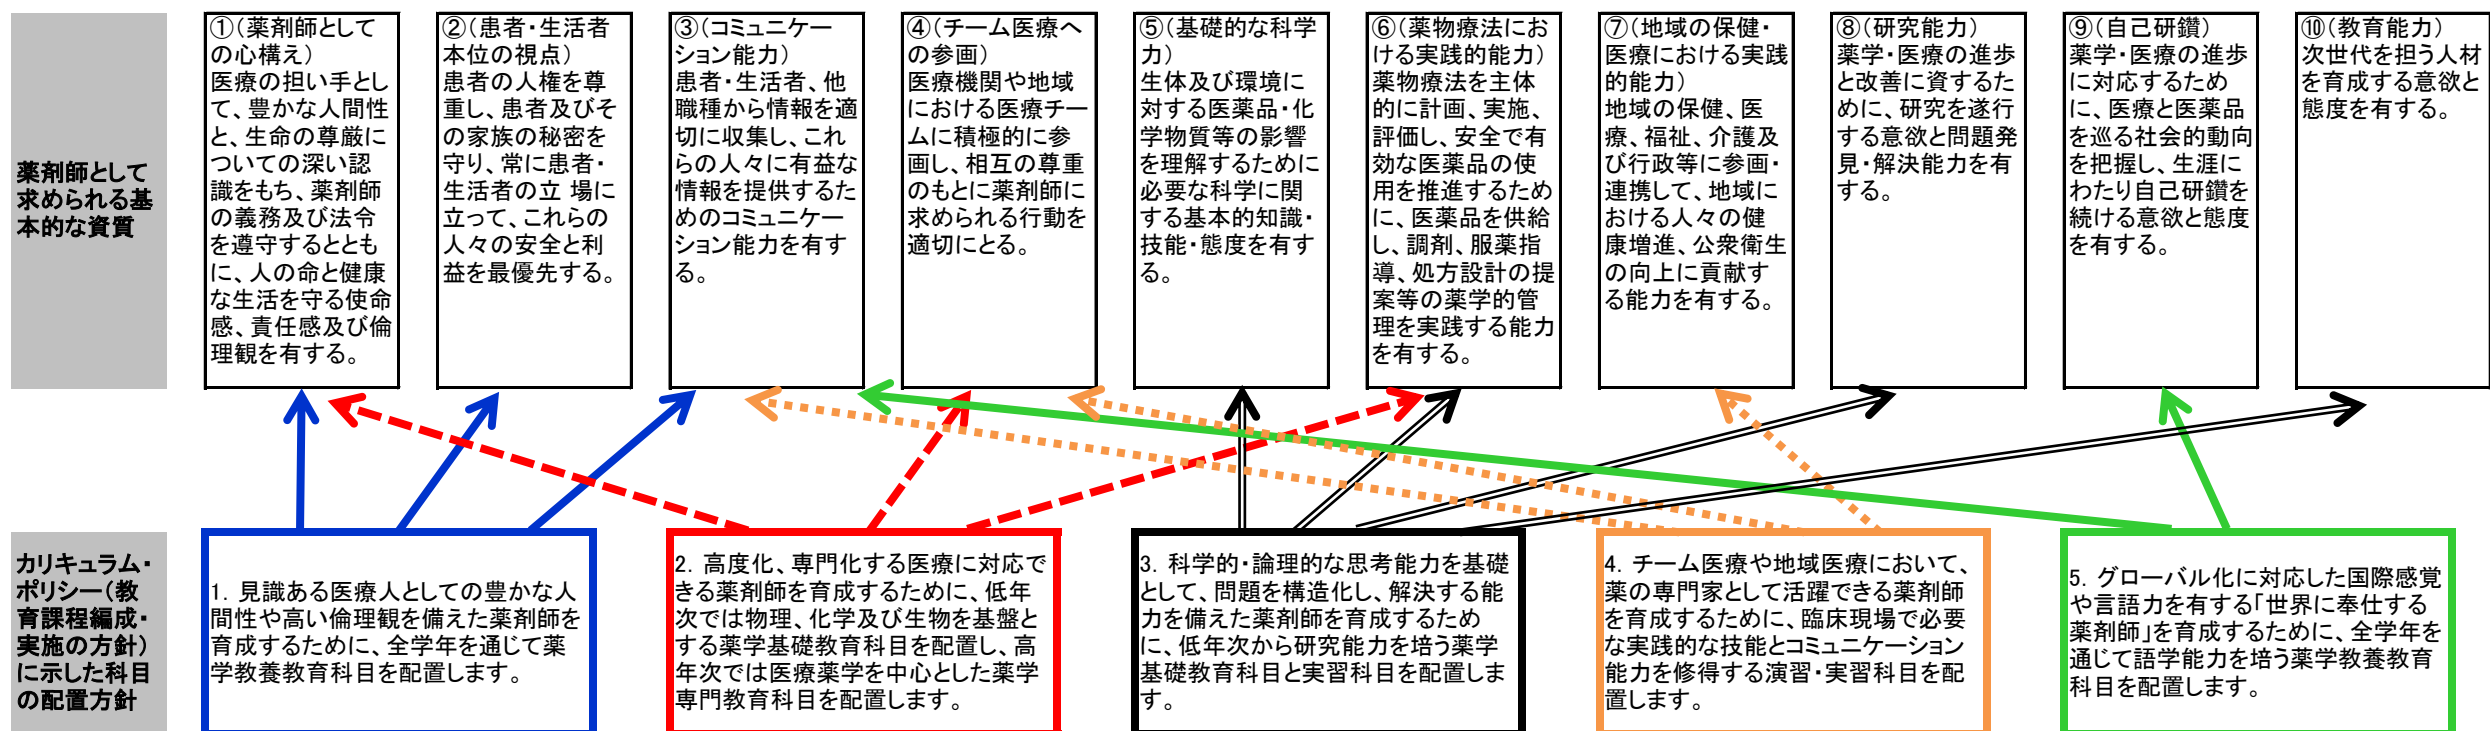 薬剤師として
求められる基
本的な資質
①(薬剤師として
の心構え)
医療の担い手とし
て、豊かな人間性
と、生命の尊厳に
ついての深い認
識をもち、薬剤師
の義務及び法令
を遵守するととも
に、人の命と健康
な生活を守る使命
感、責任感及び倫
理観を有する。
②(患者・生活者
本位の視点)
患者の人権を尊
重し、患者及びそ
の家族の秘密を
守り、常に患者・
生活者の立 場に
立って、これらの
人々の安全と利
益を最優先する。
③(コミュニケー
ション能力)
患者・生活者、他
職種から情報を適
切に収集し、これ
らの人々に有益な
情報を提供するた
めのコミュニケー
ション能力を有す
る。
④(チーム医療へ
の参画)
医療機関や地域
における医療チー
ムに積極的に参
画し、相互の尊重
のもとに薬剤師に
求められる行動を
適切にとる。
⑤(基礎的な科学
力)
生体及び環境に
対する医薬品・化
学物質等の影響
を理解するために
必要な科学に関
する基本的知識・
技能・態度を有す
る。
⑥(薬物療法にお
ける実践的能力)
薬物療法を主体
的に計画、実施、
評価し、安全で有
効な医薬品の使
用を推進するため
に、医薬品を供給
し、調剤、服薬指
導、処方設計の提
案等の薬学的管
理を実践する能力
を有する。
⑦(地域の保健・
医療における実践
的能力)
地域の保健、医
療、福祉、介護及
び行政等に参画・
連携して、地域に
おける人々の健
康増進、公衆衛生
の向上に貢献す
る能力を有する。
⑧(研究能力)
薬学・医療の進歩
と改善に資するた
めに、研究を遂行
する意欲と問題発
見・解決能力を有
する。
⑨(自己研鑽)
薬学・医療の進歩
に対応するため
に、医療と医薬品
を巡る社会的動向
を把握し、生涯に
わたり自己研鑽を
続ける意欲と態度
を有する。
⑩(教育能力)
次世代を担う人材
を育成する意欲と
態度を有する。
カリキュラム・
ポリシー(教
育課程編成・
実施の方針)
に示した科目
の配置方針
1. 見識ある医療人としての豊かな人
間性や高い倫理観を備えた薬剤師を
育成するために、全学年を通じて薬
学教養教育科目を配置します。
2. 高度化、専門化する医療に対応で
きる薬剤師を育成するために、低年
次では物理、化学及び生物を基盤と
する薬学基礎教育科目を配置し、高
年次では医療薬学を中心とした薬学
専門教育科目を配置します。
3. 科学的・論理的な思考能力を基礎
として、問題を構造化し、解決する能
力を備えた薬剤師を育成するため
に、低年次から研究能力を培う薬学
基礎教育科目と実習科目を配置しま
す。
4. チーム医療や地域医療において、
薬の専門家として活躍できる薬剤師
を育成するために、臨床現場で必要
な実践的な技能とコミュニケーション
能力を修得する演習・実習科目を配
置します。
5. グローバル化に対応した国際感覚
や言語力を有する「世界に奉仕する
薬剤師」を育成するために、全学年を
通じて語学能力を培う薬学教養教育
科目を配置します。